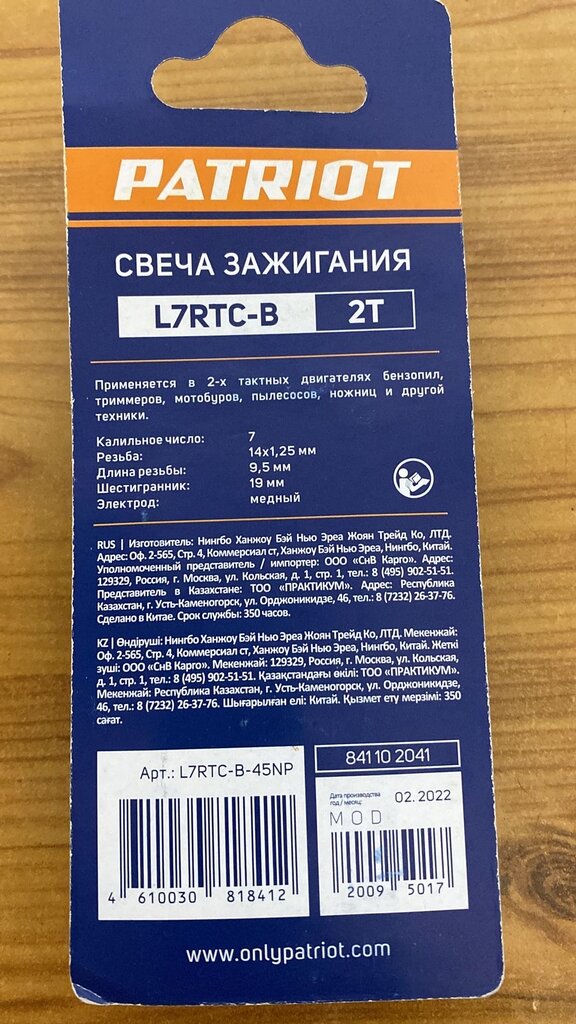 PATRIOT
СВЕЧА ЗАЖИГАНИЯ
L7RTC-B 2T
Применяется в 2-х тактных двигателях бензопил,
триммеров, мотобуров, пылесосов, ножниц и другой
техники.
Калильное число: 7
Резьба: 14x1,25 мм
Длина резьбы: 9,5 мм
Шестигранник: 19 мм
Электрод: медный
RUS | Изготовитель: Нингбо Ханжоу Бэй Нью Эреа Жоян Трейд Ко, ЛТД.
Адрес: Оф. 2-565, Стр. 4, Коммерсиал ст, Ханжоу Бэй Нью Эреа, Нингбо, Китай.
Уполномоченный представитель / импортер: ООО «СнВ Карго». Адрес:
129329, Россия, г. Москва, ул. Кольская, д. 1, стр. 1, тел.: 8 (495) 902-51-51.
Представитель в Казахстане: ТОО «ПРАКТИКУМ». Адрес: Республика
Казахстан, г. Усть-Каменогорск, ул. Орджоникидзе, 46, тел.: 8 (7232) 26-37-76.
Сделано в Китае. Срок службы: 350 часов.
KZ | Өндіруші: Нингбо Ханжоу Бэй Нью Эреа Жоян Трейд Ко, ЛТД. Мекенжай:
Оф. 2-565, Стр. 4, Коммерсиал ст, Ханжоу Бэй Нью Эреа, Нингбо, Китай. Жеткі
зуші: ООО «СнВ Карго». Мекенжай: 129329, Россия, г. Москва, ул. Кольская,
д. 1, стр. 1, тел.: 8 (495) 902-51-51. Қазақстандағы өкілі: ТОО «ПРАКТИКУМ».
Мекенжай: Республика Казахстан, г. Усть-Каменогорск, ул. Орджоникидзе,
46, тел.: 8 (7232) 26-37-76. Шығарылған елі: Китай. Қызмет ету мерзімі: 350
сағат.
Арт.: L7RTC-B-45NP
4 610030 818412
841 10 2041
Дата производства
год / месяц: 02.2022
MOD
2009 5017
www.onlypatriot.com